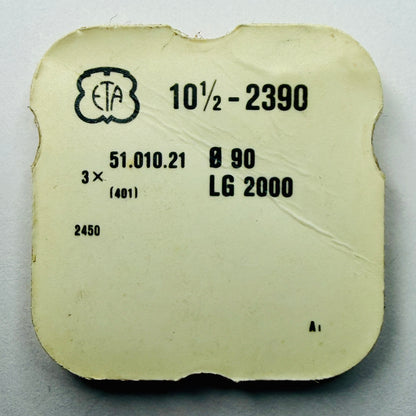 ETA 10½-2390
3× 51.010.21 Ø 90
(401) LG 2000
2450
A1